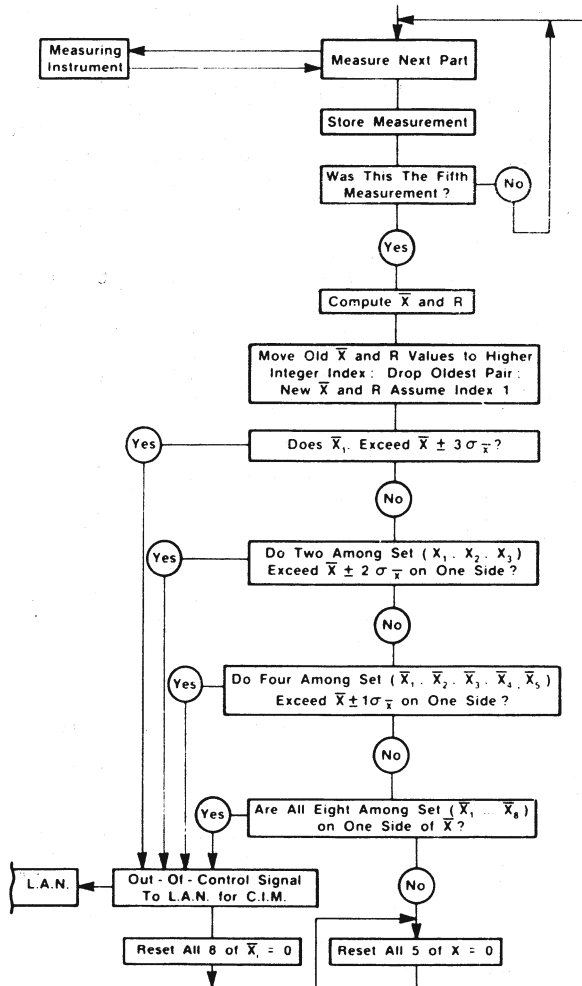 Measuring
Instrument
Measure Next Part
Store Measurement
Was This The Fifth
Measurement ?
No
Yes
Compute X̅ and R
Move Old X̅ and R Values to Higher
Integer Index : Drop Oldest Pair :
New X̅ and R Assume Index 1
Yes
Does X̅₁. Exceed X̅ ± 3 σ x̅ ?
No
Yes
Do Two Among Set ( X₁ . X₂ . X₃ )
Exceed X̅ ± 2 σ x̅ on One Side ?
No
Yes
Do Four Among Set ( X̅₁ . X̅₂ . X̅₃ . X̅₄ . X̅₅ )
Exceed X̅ ± 1σ x̅ on One Side ?
No
Yes
Are All Eight Among Set ( X̅₁ ... X̅₈ )
on One Side of X̅ ?
No
L.A.N.
Out - Of - Control Signal
To L.A.N. for C.I.M.
Reset All 8 of X̅₁ = 0
Reset All 5 of X = 0